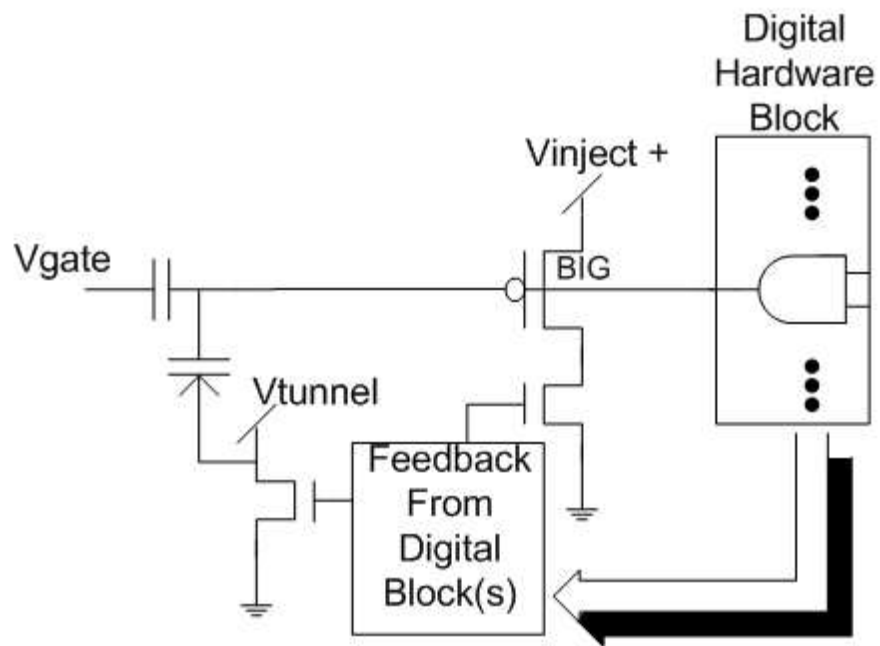 Digital
Hardware
Block
Vinject +
Vgate
BIG
Vtunnel
Feedback
From
Digital
Block(s)